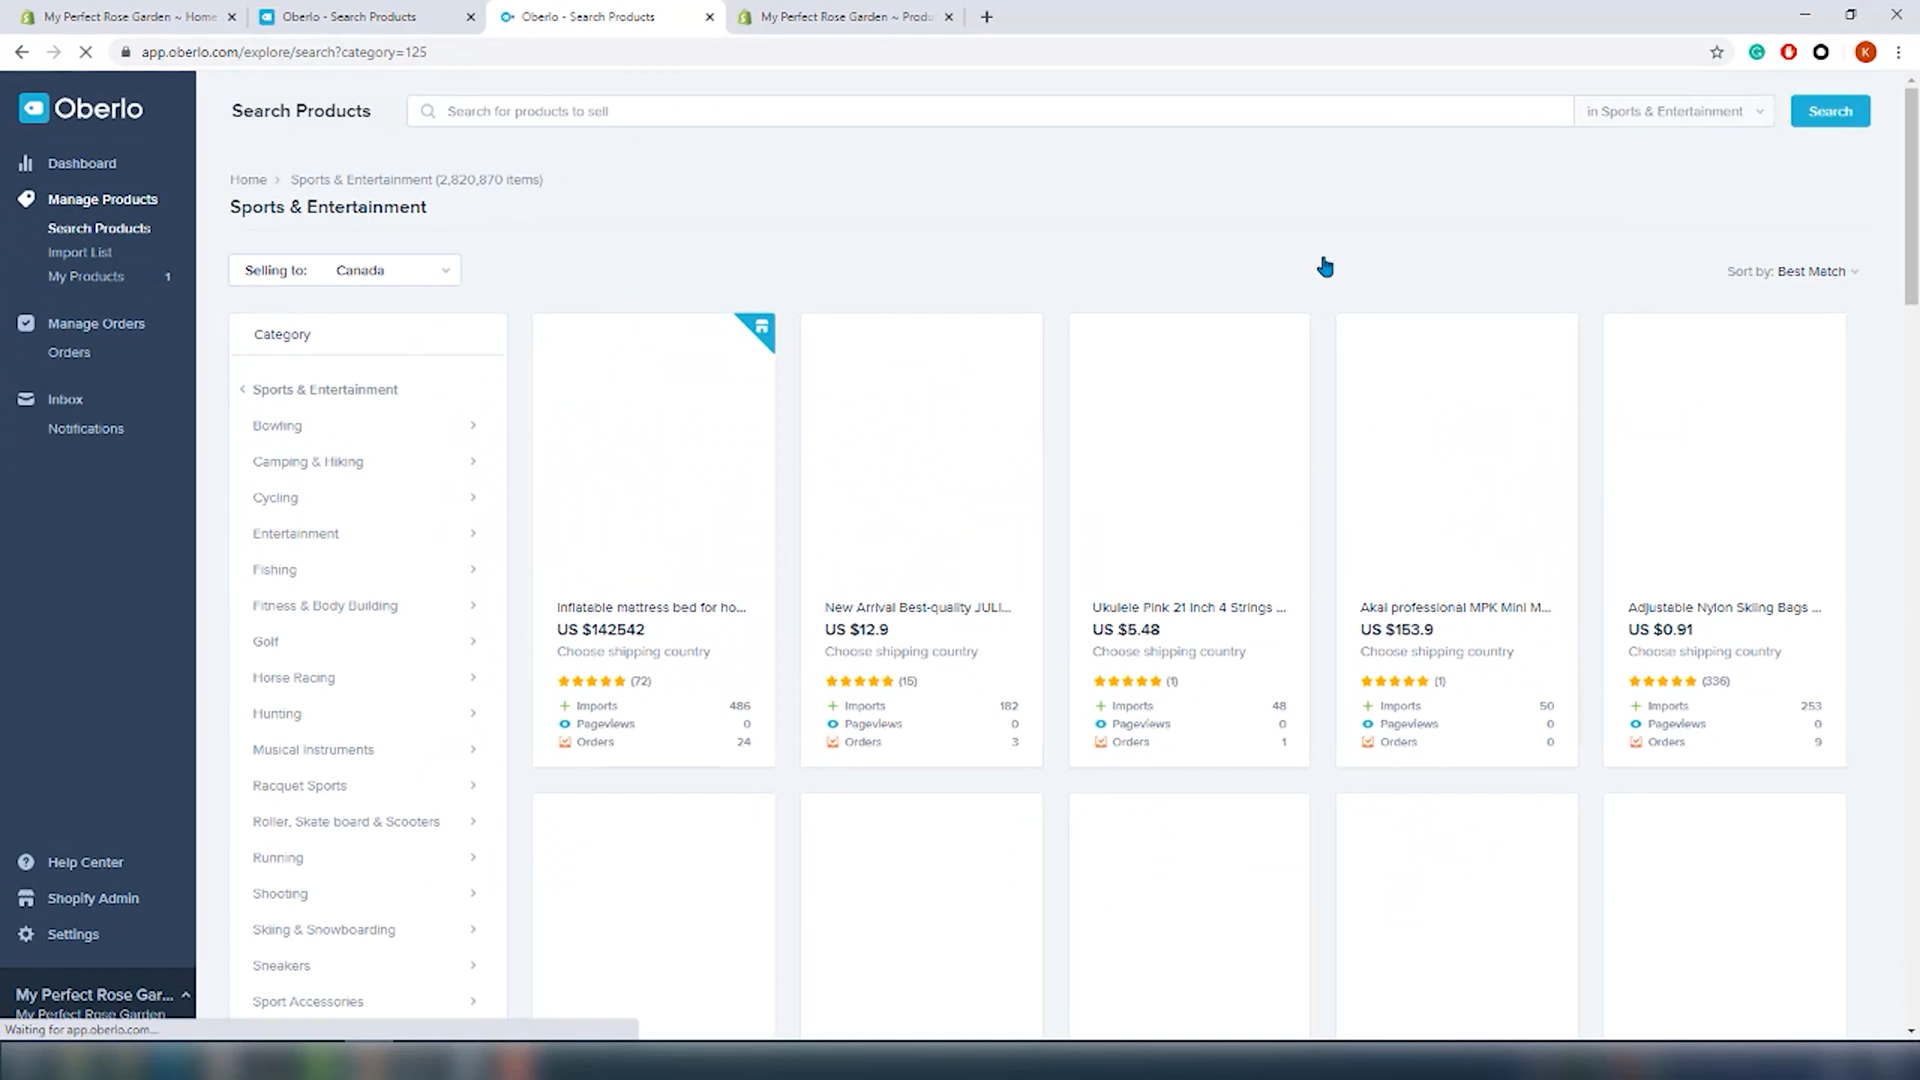 My Perfect Rose Garden ~ Home
Oberlo - Search Products
Oberlo - Search Products
My Perfect Rose Garden ~ Produ
app.oberlo.com/explore/search?category=125
K
Oberlo
Search Products
Search for products to sell
in Sports & Entertainment
Search
Dashboard
Manage Products
Search Products
Import List
My Products 1
Manage Orders
Orders
Inbox
Notifications
Help Center
Shopify Admin
Settings
My Perfect Rose Gar...
My Perfect Rose Garden
Waiting for app.oberlo.com...
Home > Sports & Entertainment (2,820,870 items)
Sports & Entertainment
Selling to: Canada
Sort by: Best Match
Category
Sports & Entertainment
Bowling
Camping & Hiking
Cycling
Entertainment
Fishing
Fitness & Body Building
Golf
Horse Racing
Hunting
Musical Instruments
Racquet Sports
Roller, Skate board & Scooters
Running
Shooting
Skiing & Snowboarding
Sneakers
Sport Accessories
Inflatable mattress bed for ho...
US $142542
Choose shipping country
(72)
Imports 486
Pageviews 0
Orders 24
New Arrival Best-quality JULI...
US $12.9
Choose shipping country
(15)
Imports 182
Pageviews 0
Orders 3
Ukulele Pink 21 Inch 4 Strings ...
US $5.48
Choose shipping country
(1)
Imports 48
Pageviews 0
Orders 1
Akai professional MPK Mini M...
US $153.9
Choose shipping country
(1)
Imports 50
Pageviews 0
Orders 0
Adjustable Nylon Skiing Bags ...
US $0.91
Choose shipping country
(336)
Imports 253
Pageviews 0
Orders 9